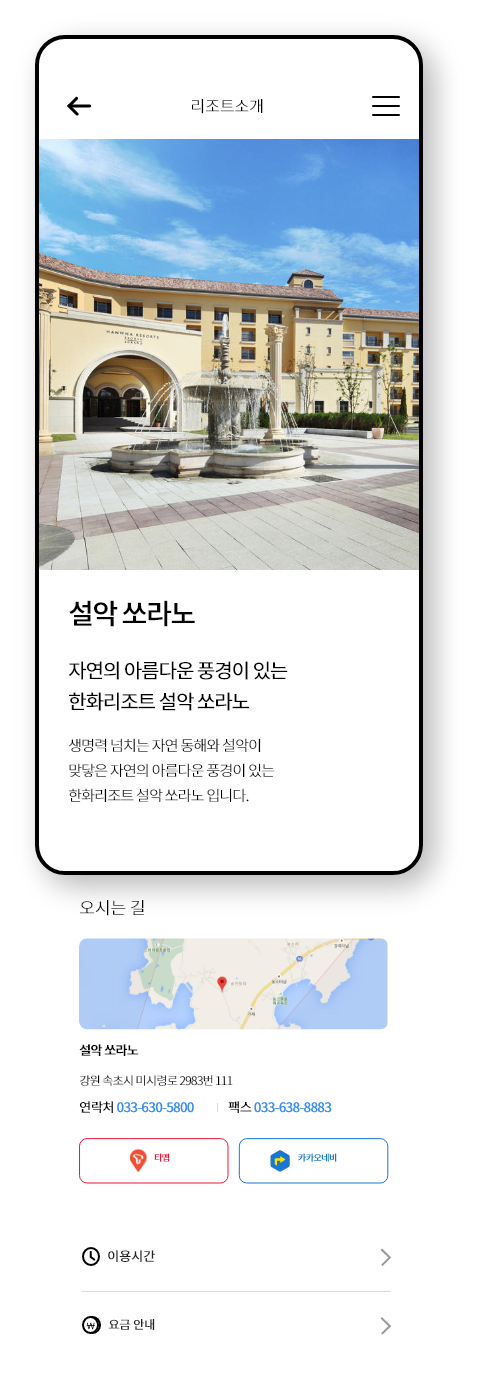 리조트소개
HANWHA RESORTS
설악 쏘라노
자연의 아름다운 풍경이 있는
한화리조트 설악 쏘라노
생명력 넘치는 자연 동해와 설악이
맞닿은 자연의 아름다운 풍경이 있는
한화리조트 설악 쏘라노 입니다.
오시는 길
설악 쏘라노
강원 속초시 미시령로 2983번 111
연락처 033-630-5800 팩스 033-638-8883
티맵 카카오네비
이용시간
요금 안내